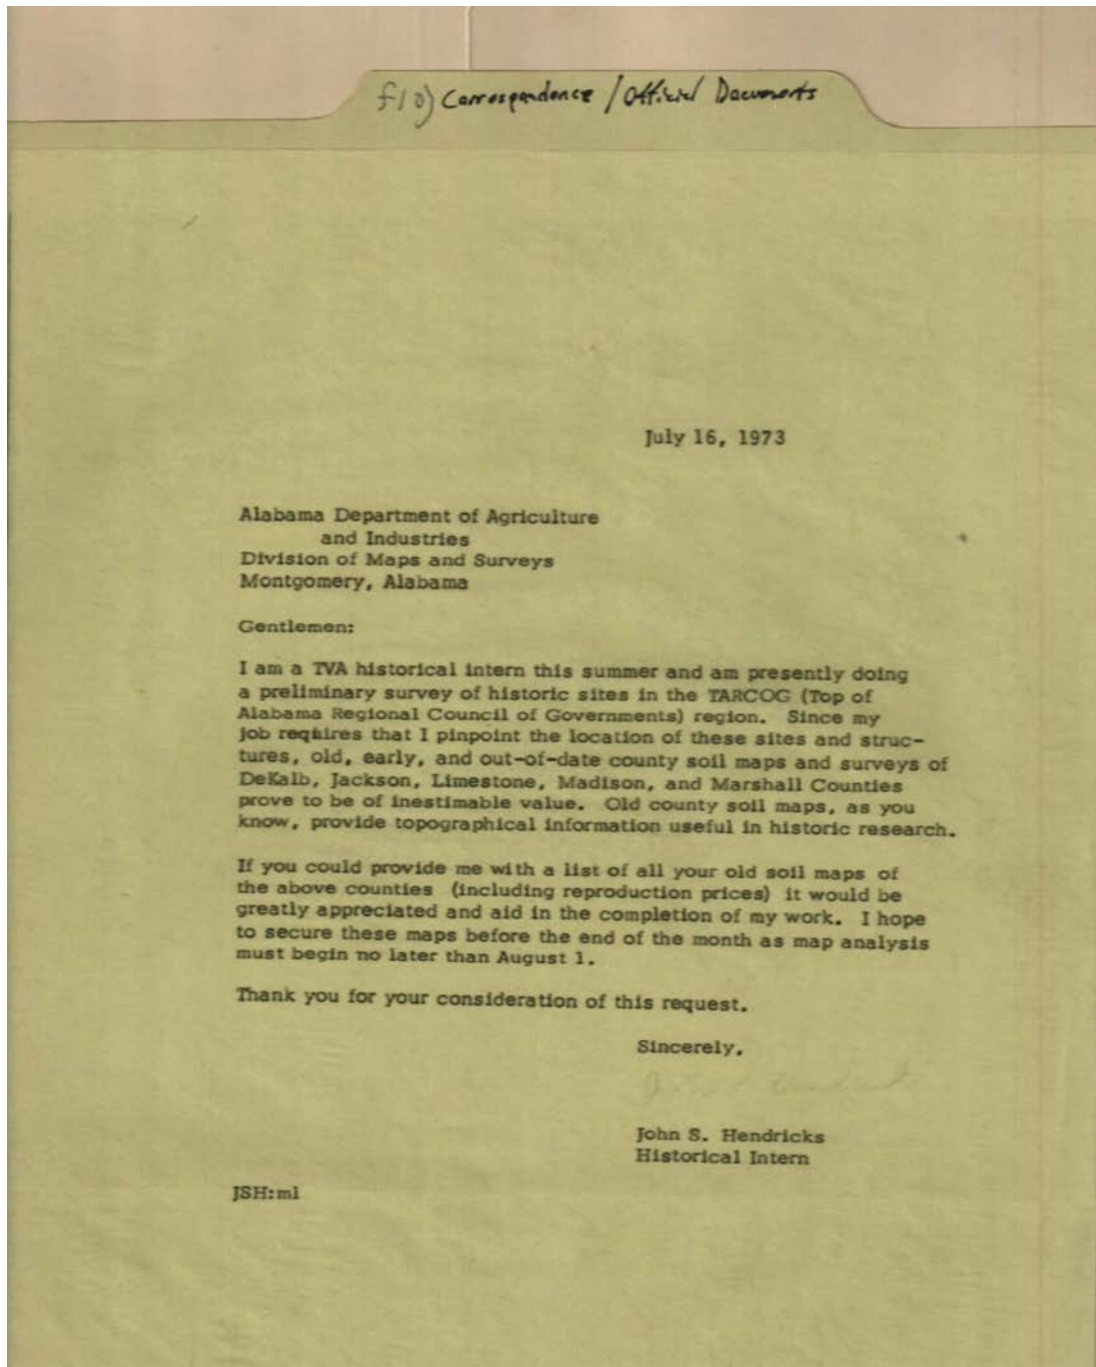 f10) Correspondence / Official Documents
July 16, 1973
Alabama Department of Agriculture
and Industries
Division of Maps and Surveys
Montgomery, Alabama
Gentlemen:
I am a TVA historical intern this summer and am presently doing
a preliminary survey of historic sites in the TARCOG (Top of
Alabama Regional Council of Governments) region. Since my
job requires that I pinpoint the location of these sites and struc-
tures, old, early, and out-of-date county soil maps and surveys of
DeKalb, Jackson, Limestone, Madison, and Marshall Counties
prove to be of inestimable value. Old county soil maps, as you
know, provide topographical information useful in historic research.
If you could provide me with a list of all your old soil maps of
the above counties (including reproduction prices) it would be
greatly appreciated and aid in the completion of my work. I hope
to secure these maps before the end of the month as map analysis
must begin no later than August 1.
Thank you for your consideration of this request.
Sincerely,
John S. Hendricks
Historical Intern
JSH:ml